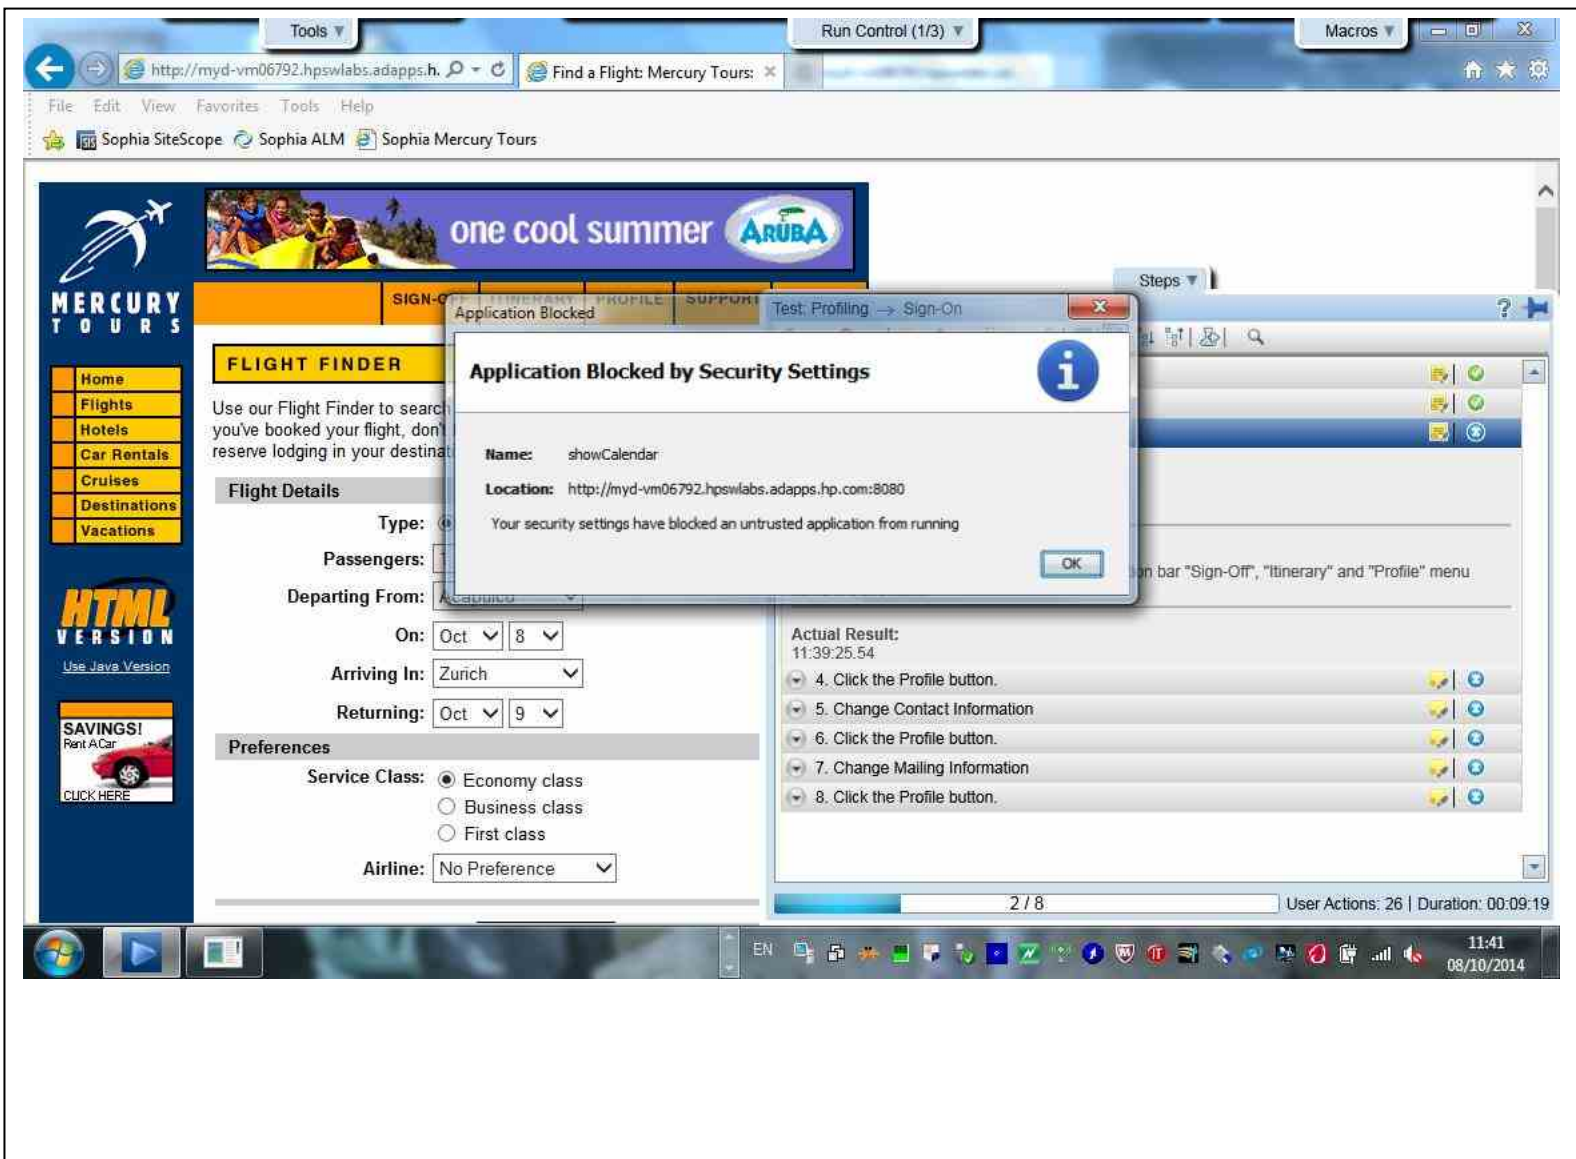 Tools
Run Control (1/3)
Macros
http://myd-vm06792.hpswlabs.adapps.h.
Find a Flight: Mercury Tours:
File Edit View Favorites Tools Help
Sophia SiteScope Sophia ALM Sophia Mercury Tours
one cool summer ARUBA
MERCURY
TOURS
SIGN-OFF ITINERARY PROFILE SUPPORT
Steps
Test: Profiling → Sign-On
Application Blocked
Application Blocked by Security Settings
Name: showCalendar
Location: http://myd-vm06792.hpswlabs.adapps.hp.com:8080
Your security settings have blocked an untrusted application from running
OK
Home
Flights
Hotels
Car Rentals
Cruises
Destinations
Vacations
HTML
VERSION
Use Java Version
SAVINGS!
Rent A Car
CLICK HERE
FLIGHT FINDER
Use our Flight Finder to search
you've booked your flight, don't
reserve lodging in your destinat
Flight Details
Type:
Passengers: 1
Departing From: Acapulco
On: Oct 8
Arriving In: Zurich
Returning: Oct 9
Preferences
Service Class: Economy class
Business class
First class
Airline: No Preference
on bar "Sign-Off", "Itinerary" and "Profile" menu
Actual Result:
11:39:25.54
4. Click the Profile button.
5. Change Contact Information
6. Click the Profile button.
7. Change Mailing Information
8. Click the Profile button.
2 / 8
User Actions: 26 | Duration: 00:09:19
EN
11:41
08/10/2014